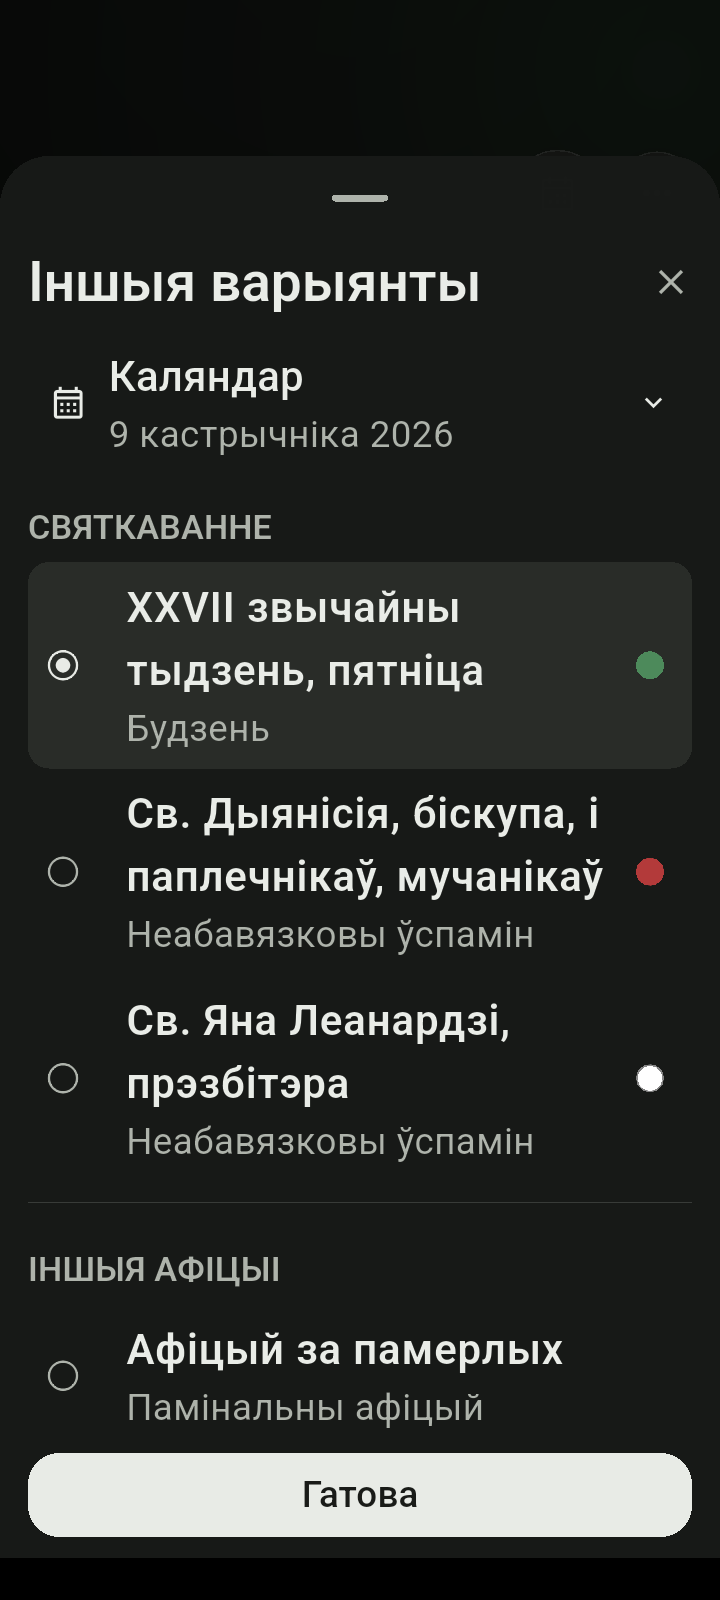 Іншыя варыянты
Каляндар
9 кастрычніка 2026
СВЯТКАВАННЕ
XXVII звычайны
тыдзень, пятніца
Будзень
Св. Дыянісія, біскупа, і
паплечнікаў, мучанікаў
Неабавязковы ўспамін
Св. Яна Леанардзі,
прэзбітэра
Неабавязковы ўспамін
ІНШЫЯ АФІЦЫІ
Афіцый за памерлых
Памінальны афіцый
Гатова